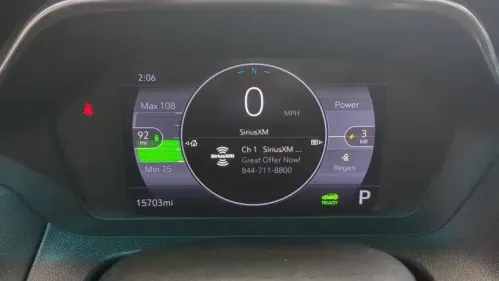 2:06
N
Max 108
0
MPH
Power
92
mi
SiriusXM
3
kW
SiriusXM
Ch 1 SiriusXM ...
Great Offer Now!
844-711-8800
Min 75
Regen
15703mi
READY
P